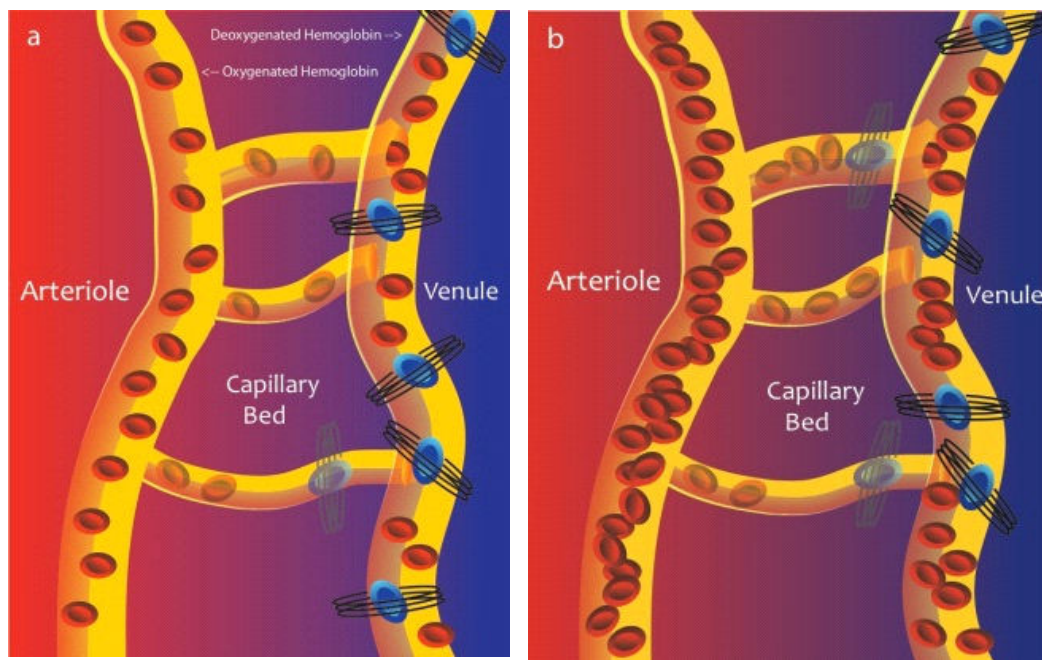 a
Deoxygenated Hemoglobin -->
<-- Oxygenated Hemoglobin
Arteriole
Venule
Capillary
Bed
b
Arteriole
Venule
Capillary
Bed